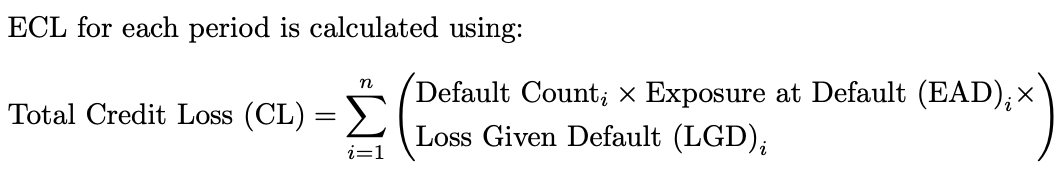 ECL for each period is calculated using:
Total Credit Loss (CL) = \sum_{i=1}^{n} ( Default Count_i × Exposure at Default (EAD)_i ×
Loss Given Default (LGD)_i )